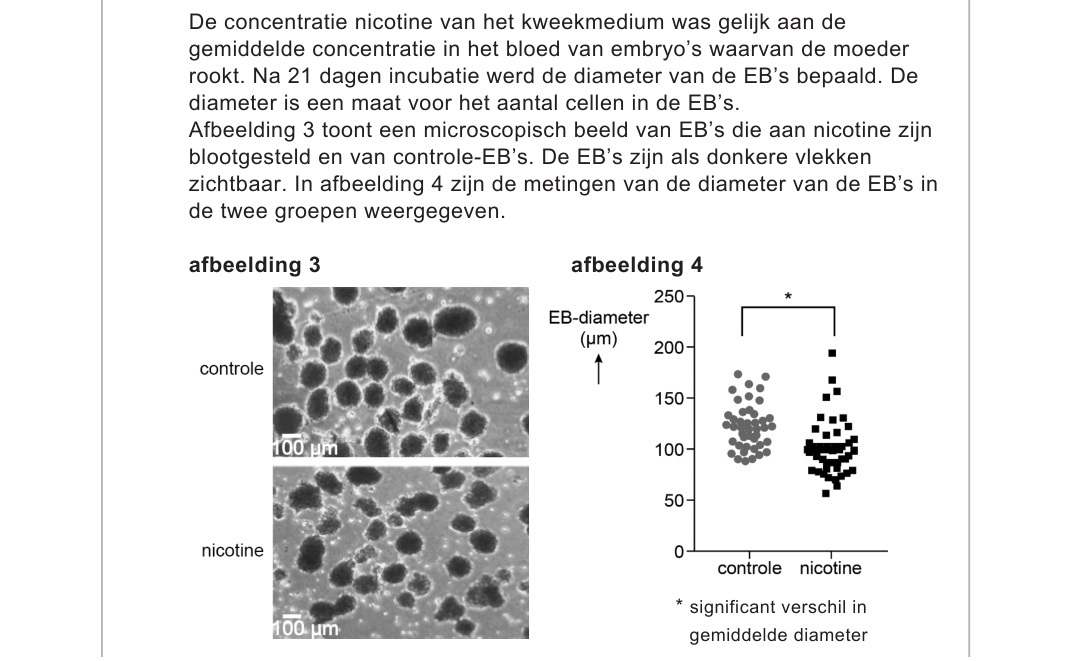 De concentratie nicotine van het kweekmedium was gelijk aan de
gemiddelde concentratie in het bloed van embryo’s waarvan de moeder
rookt. Na 21 dagen incubatie werd de diameter van de EB’s bepaald. De
diameter is een maat voor het aantal cellen in de EB’s.
Afbeelding 3 toont een microscopisch beeld van EB’s die aan nicotine zijn
blootgesteld en van controle-EB’s. De EB’s zijn als donkere vlekken
zichtbaar. In afbeelding 4 zijn de metingen van de diameter van de EB’s in
de twee groepen weergegeven.
afbeelding 3
controle
100 µm
nicotine
100 µm
afbeelding 4
EB-diameter
(µm)
250
200
150
100
50
0
*
controle nicotine
* significant verschil in
gemiddelde diameter